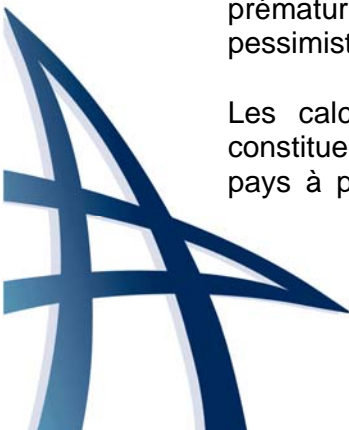 prématur
pessimist
Les calc
constitue
pays à p